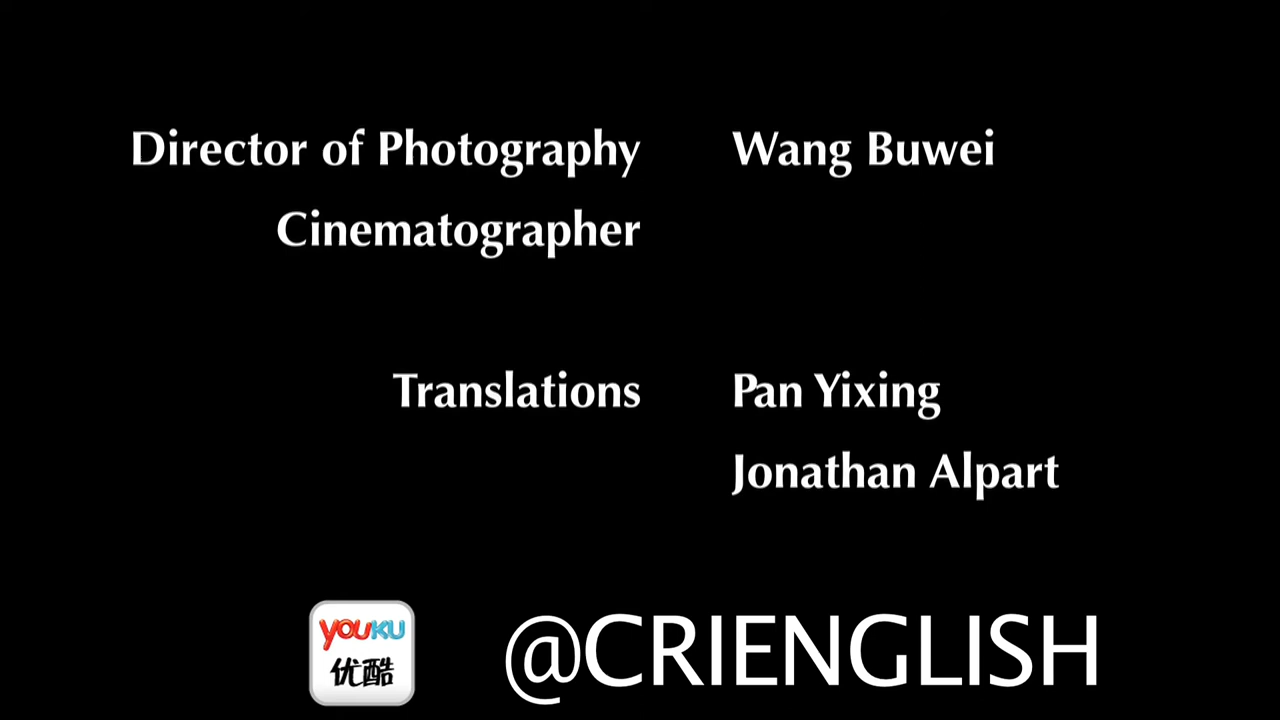 Director of Photography Wang Buwei
Cinematographer
Translations Pan Yixing
Jonathan Alpart
YOUKU
优酷
@CRIENGLISH